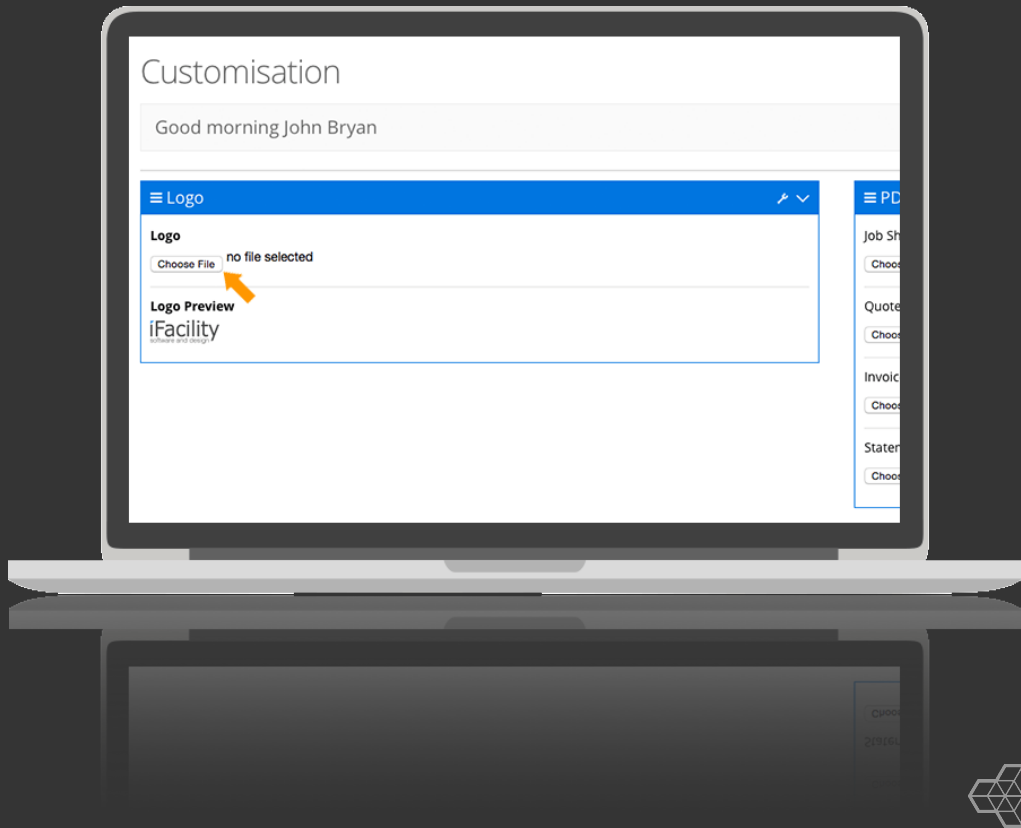 Customisation
Good morning John Bryan
Logo
Logo
Choose File no file selected
Logo Preview
iFacility
software and design
PD
Job Sh
Choos
Quote
Choos
Invoic
Choos
Stater
Choos